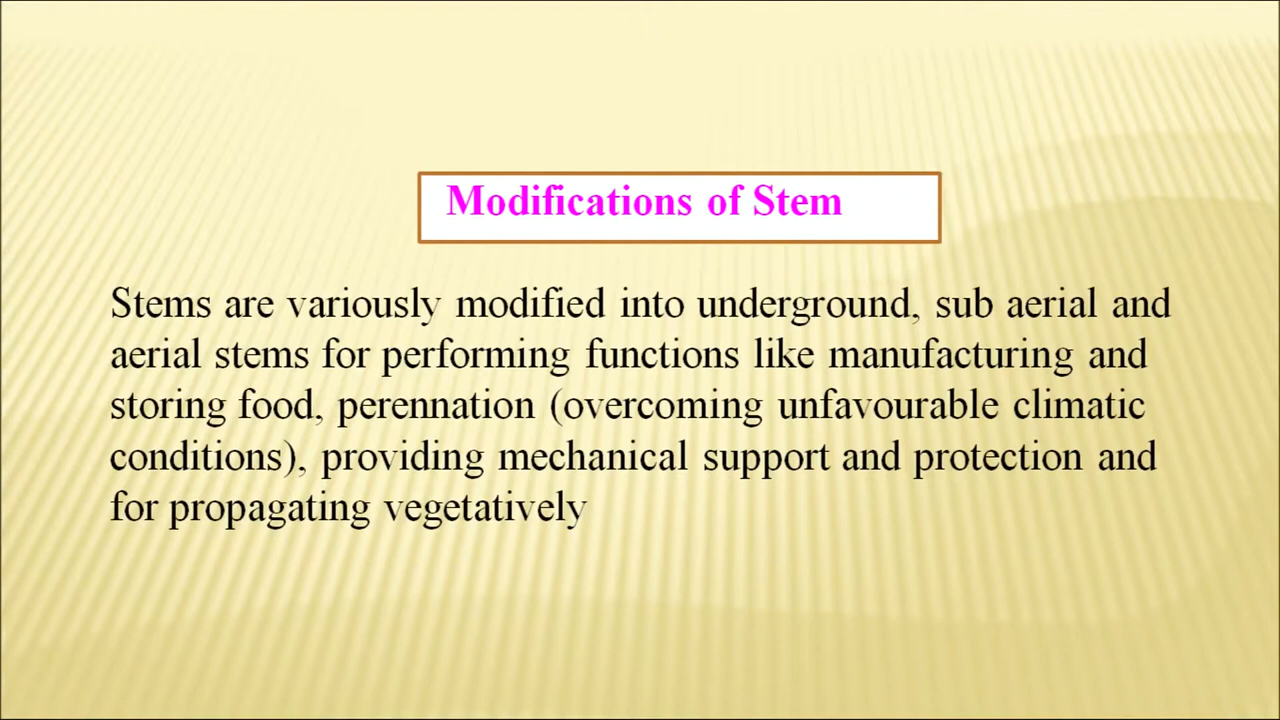 Modifications of Stem
Stems are variously modified into underground, sub aerial and
aerial stems for performing functions like manufacturing and
storing food, perennation (overcoming unfavourable climatic
conditions), providing mechanical support and protection and
for propagating vegetatively